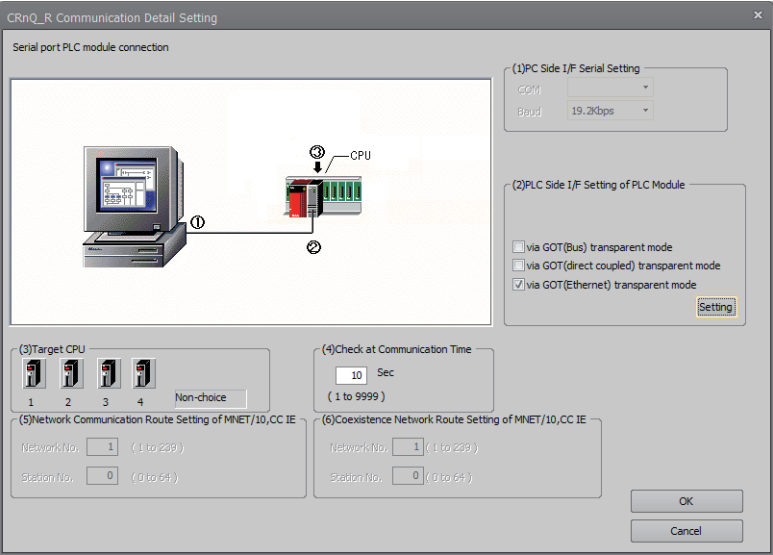 CRnQ_R Communication Detail Setting
×
Serial port PLC module connection
(1)PC Side I/F Serial Setting
COM
Baud 19.2Kbps
③
CPU
①
②
(2)PLC Side I/F Setting of PLC Module
via GOT(Bus) transparent mode
via GOT(direct coupled) transparent mode
via GOT(Ethernet) transparent mode
Setting
(3)Target CPU
1 2 3 4 Non-choice
(4)Check at Communication Time
10 Sec
( 1 to 9999 )
(5)Network Communication Route Setting of MNET/10,CC IE
Network No. 1 ( 1 to 239 )
Station No. 0 ( 0 to 64 )
(6)Coexistence Network Route Setting of MNET/10,CC IE
Network No. 1 ( 1 to 239 )
Station No. 0 ( 0 to 64 )
OK
Cancel